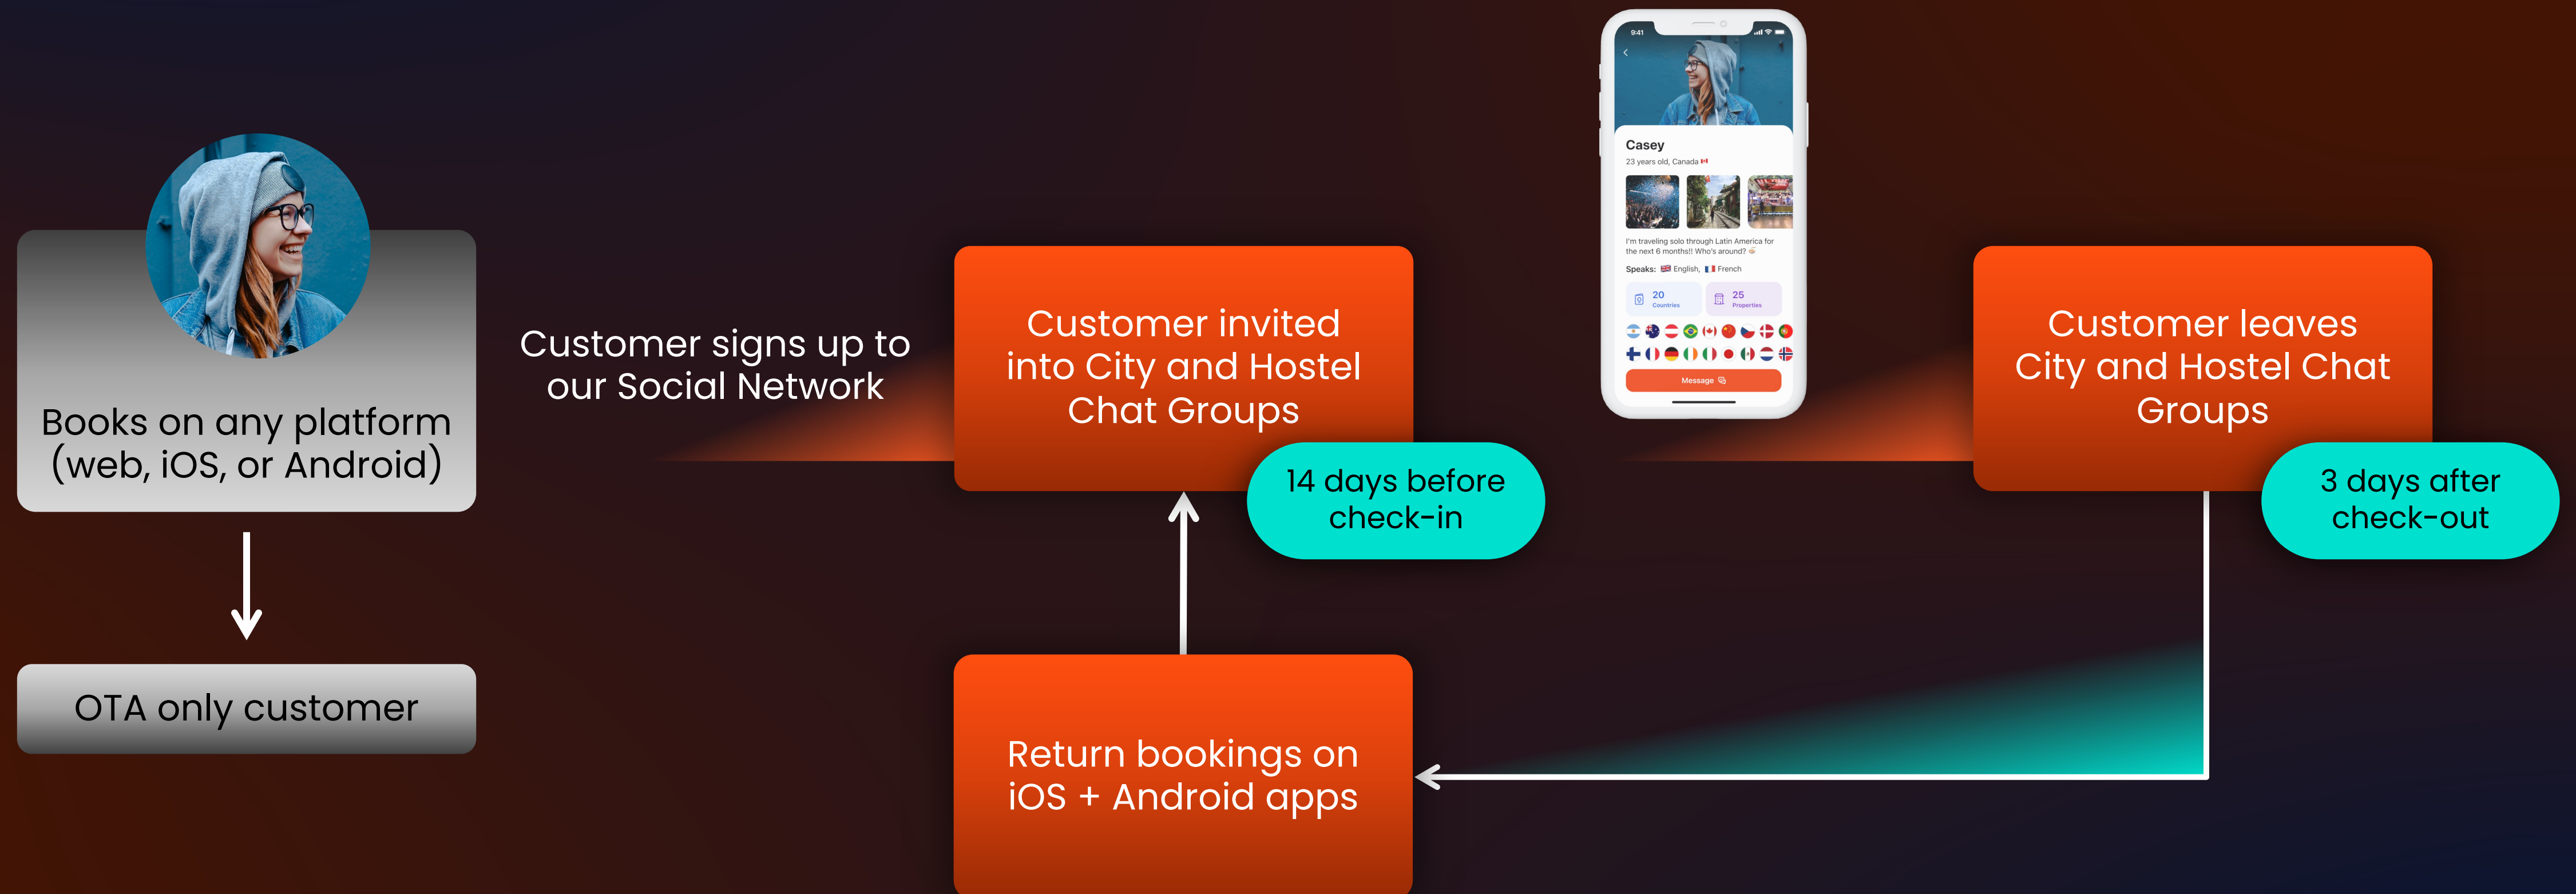 Books on any platform
(web, iOS, or Android)
OTA only customer
Customer signs up to
our Social Network
Customer invited
into City and Hostel
Chat Groups
14 days before
check-in
Return bookings on
iOS + Android apps
9:41
Casey
23 years old, Canada
I'm traveling solo through Latin America for
the next 6 months!! Who's around?
Speaks: English, French
20
Countries
25
Properties
Message
Customer leaves
City and Hostel Chat
Groups
3 days after
check-out